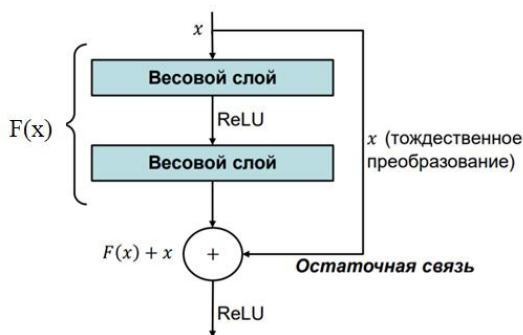 x
Весовой слой
F(x)
ReLU
x (тождественное
преобразование)
Весовой слой
F(x) + x
+
Остаточная связь
ReLU